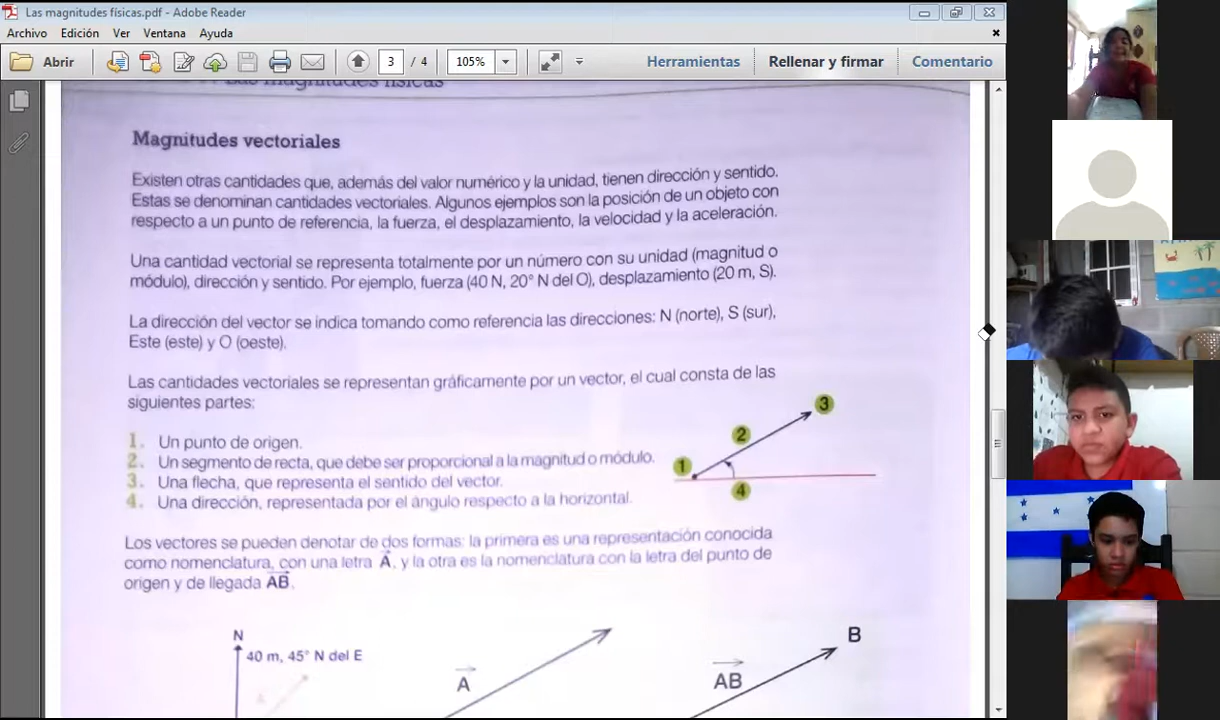 Las magnitudes físicas.pdf - Adobe Reader
Archivo Edición Ver Ventana Ayuda
Abrir 3 / 4 105% Herramientas Rellenar y firmar Comentario
Las magnitudes físicas
Magnitudes vectoriales
Existen otras cantidades que, además del valor numérico y la unidad, tienen dirección y sentido.
Estas se denominan cantidades vectoriales. Algunos ejemplos son la posición de un objeto con
respecto a un punto de referencia, la fuerza, el desplazamiento, la velocidad y la aceleración.
Una cantidad vectorial se representa totalmente por un número con su unidad (magnitud o
módulo), dirección y sentido. Por ejemplo, fuerza (40 N, 20° N del O), desplazamiento (20 m, S).
La dirección del vector se indica tomando como referencia las direcciones: N (norte), S (sur),
Este (este) y O (oeste).
Las cantidades vectoriales se representan gráficamente por un vector, el cual consta de las
siguientes partes:
1. Un punto de origen.
2. Un segmento de recta, que debe ser proporcional a la magnitud o módulo.
3. Una flecha, que representa el sentido del vector.
4. Una dirección, representada por el ángulo respecto a la horizontal.
3
2
1
4
Los vectores se pueden denotar de dos formas: la primera es una representación conocida
como nomenclatura, con una letra A, y la otra es la nomenclatura con la letra del punto de
origen y de llegada AB.
N
40 m, 45° N del E
A
AB
B